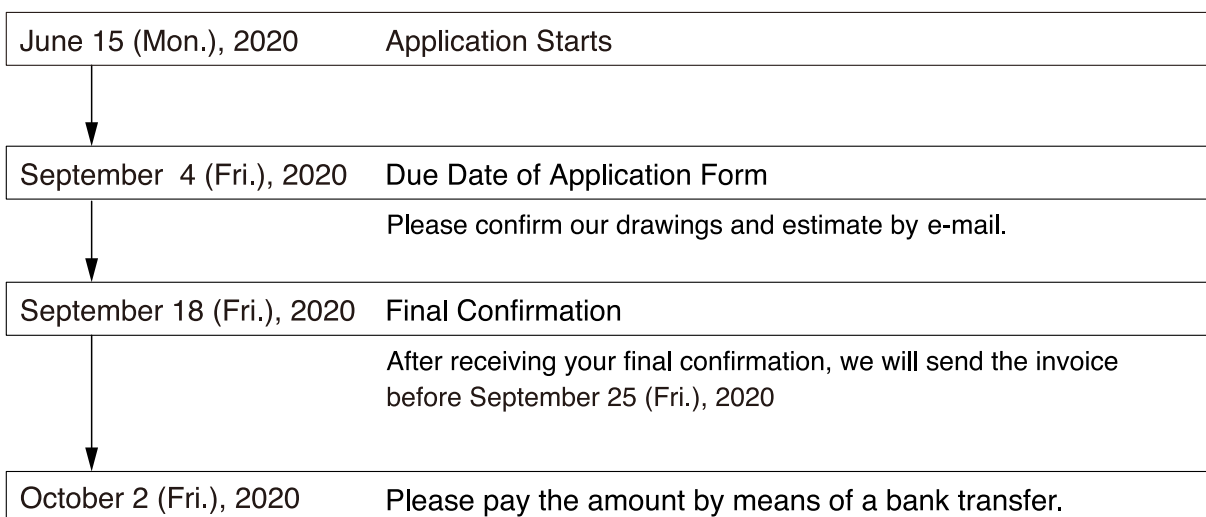 June 15 (Mon.), 2020 Application Starts
September 4 (Fri.), 2020 Due Date of Application Form
Please confirm our drawings and estimate by e-mail.
September 18 (Fri.), 2020 Final Confirmation
After receiving your final confirmation, we will send the invoice
before September 25 (Fri.), 2020
October 2 (Fri.), 2020 Please pay the amount by means of a bank transfer.